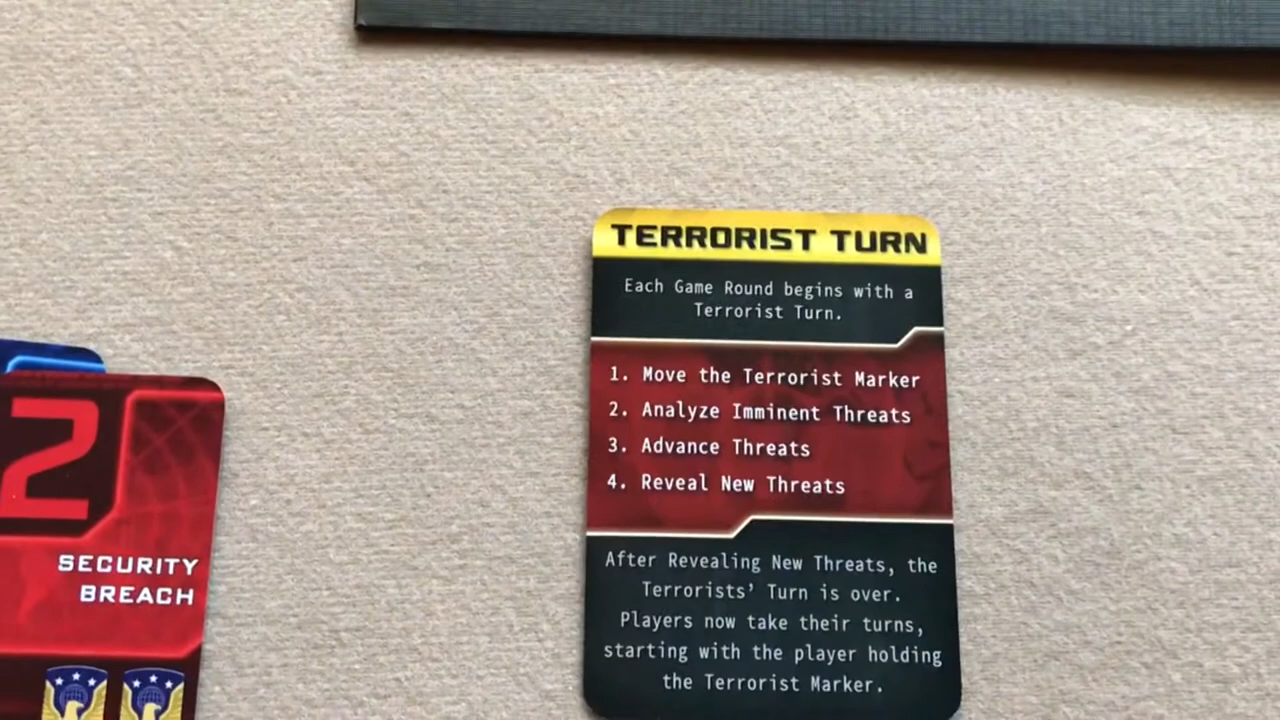 TERRORIST TURN
Each Game Round begins with a
Terrorist Turn.
1. Move the Terrorist Marker
2. Analyze Imminent Threats
3. Advance Threats
4. Reveal New Threats
After Revealing New Threats, the
Terrorists’ Turn is over.
Players now take their turns,
starting with the player holding
the Terrorist Marker.
2
SECURITY
BREACH